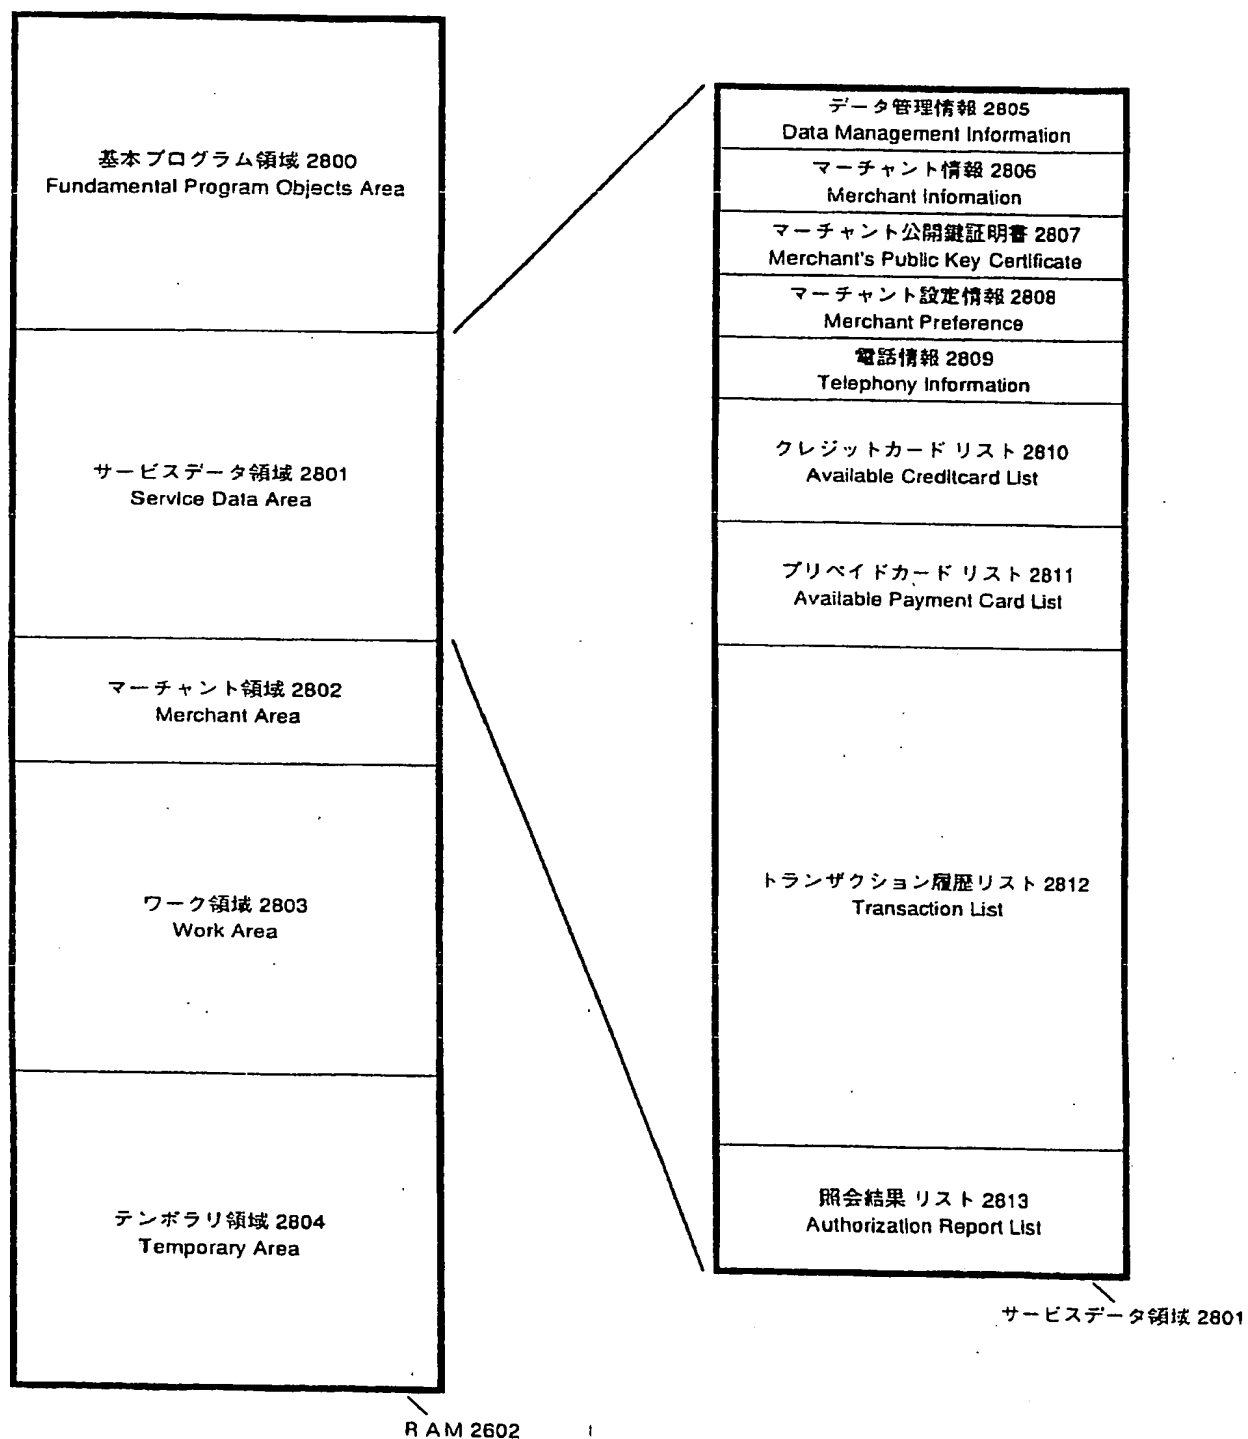 基本プログラム領域 2800
Fundamental Program Objects Area
サービスデータ領域 2801
Service Data Area
マーチャント領域 2802
Merchant Area
ワーク領域 2803
Work Area
テンポラリ領域 2804
Temporary Area
RAM 2602
データ管理情報 2805
Data Management Information
マーチャント情報 2806
Merchant Infomation
マーチャント公開鍵証明書 2807
Merchant's Public Key Certificate
マーチャント設定情報 2808
Merchant Preference
電話情報 2809
Telephony Information
クレジットカード リスト 2810
Available Creditcard List
プリペイドカード リスト 2811
Available Payment Card List
トランザクション履歴リスト 2812
Transaction List
照会結果 リスト 2813
Authorization Report List
サービスデータ領域 2801